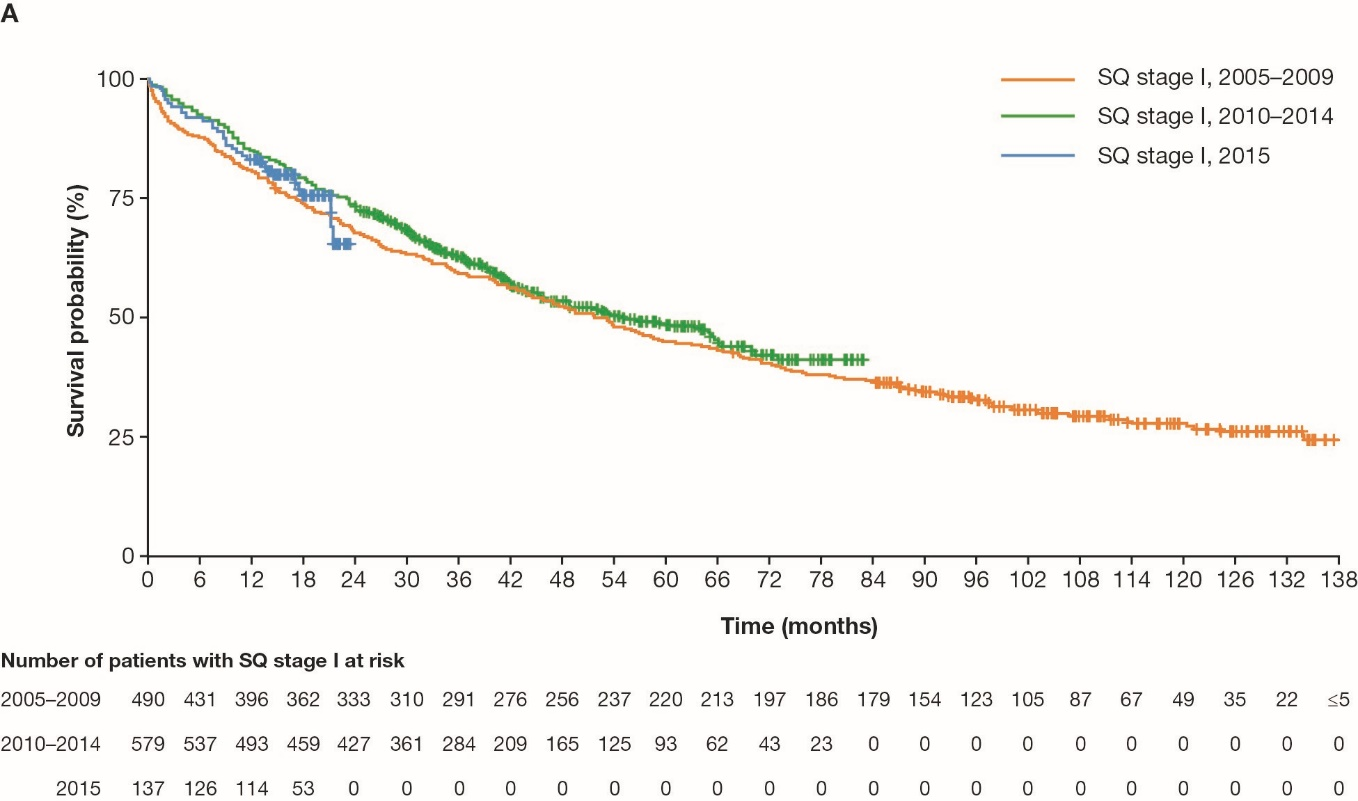 A
SQ stage I, 2005–2009
SQ stage I, 2010–2014
SQ stage I, 2015
Survival probability (%)
100
75
50
25
0
0 6 12 18 24 30 36 42 48 54 60 66 72 78 84 90 96 102 108 114 120 126 132 138
Time (months)
Number of patients with SQ stage I at risk
2005–2009 490 431 396 362 333 310 291 276 256 237 220 213 197 186 179 154 123 105 87 67 49 35 22 ≤5
2010–2014 579 537 493 459 427 361 284 209 165 125 93 62 43 23 0 0 0 0 0 0 0 0 0 0
2015 137 126 114 53 0 0 0 0 0 0 0 0 0 0 0 0 0 0 0 0 0 0 0 0